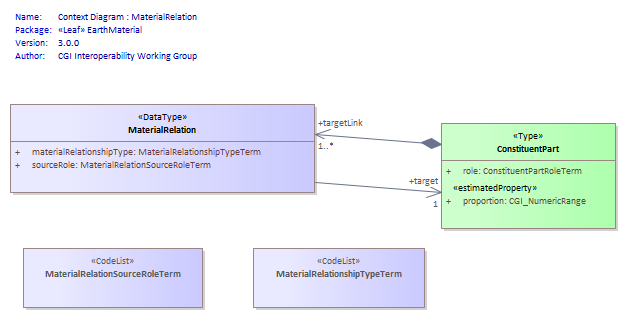 Name: Context Diagram : MaterialRelation
Package: «Leaf» EarthMaterial
Version: 3.0.0
Author: CGI Interoperability Working Group
«DataType»
MaterialRelation
+ materialRelationshipType: MaterialRelationshipTypeTerm
+ sourceRole: MaterialRelationSourceRoleTerm
+targetLink
1..*
+target
1
«Type»
ConstituentPart
+ role: ConstituentPartRoleTerm
«estimatedProperty»
+ proportion: CGI_NumericRange
«CodeList»
MaterialRelationSourceRoleTerm
«CodeList»
MaterialRelationshipTypeTerm